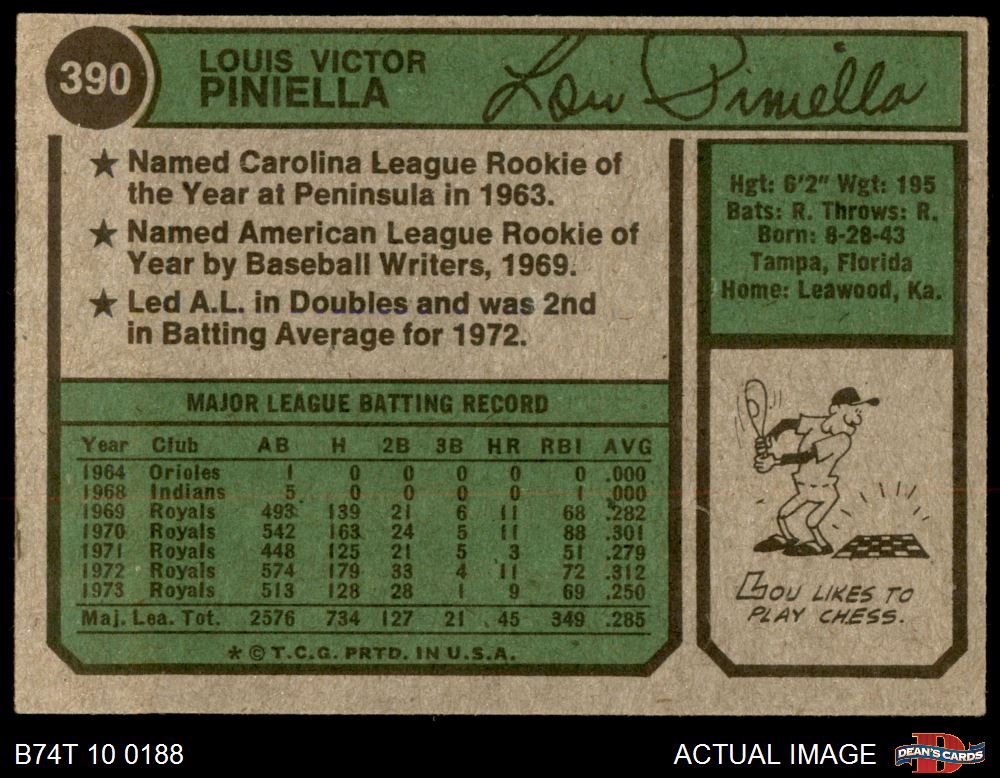 390
LOUIS VICTOR
PINIELLA
Lou Piniella
★ Named Carolina League Rookie of
the Year at Peninsula in 1963.
★ Named American League Rookie of
Year by Baseball Writers, 1969.
★ Led A.L. in Doubles and was 2nd
in Batting Average for 1972.
Hgt: 6'2" Wgt: 195
Bats: R. Throws: R.
Born: 8-28-43
Tampa, Florida
Home: Leawood, Ka.
MAJOR LEAGUE BATTING RECORD
Year Club AB H 2B 3B HR RBI AVG
1964 Orioles 1 0 0 0 0 0 .000
1968 Indians 5 0 0 0 0 1 .000
1969 Royals 493 139 21 6 11 68 .282
1970 Royals 542 163 24 5 11 88 .301
1971 Royals 448 125 21 5 3 51 .279
1972 Royals 574 179 33 4 11 72 .312
1973 Royals 513 128 28 1 9 69 .250
Maj. Lea. Tot. 2576 734 127 21 45 349 .285
* © T.C.G. PRTD. IN U.S.A.
LOU LIKES TO
PLAY CHESS.
B74T 10 0188
ACTUAL IMAGE
DEAN'S CARDS